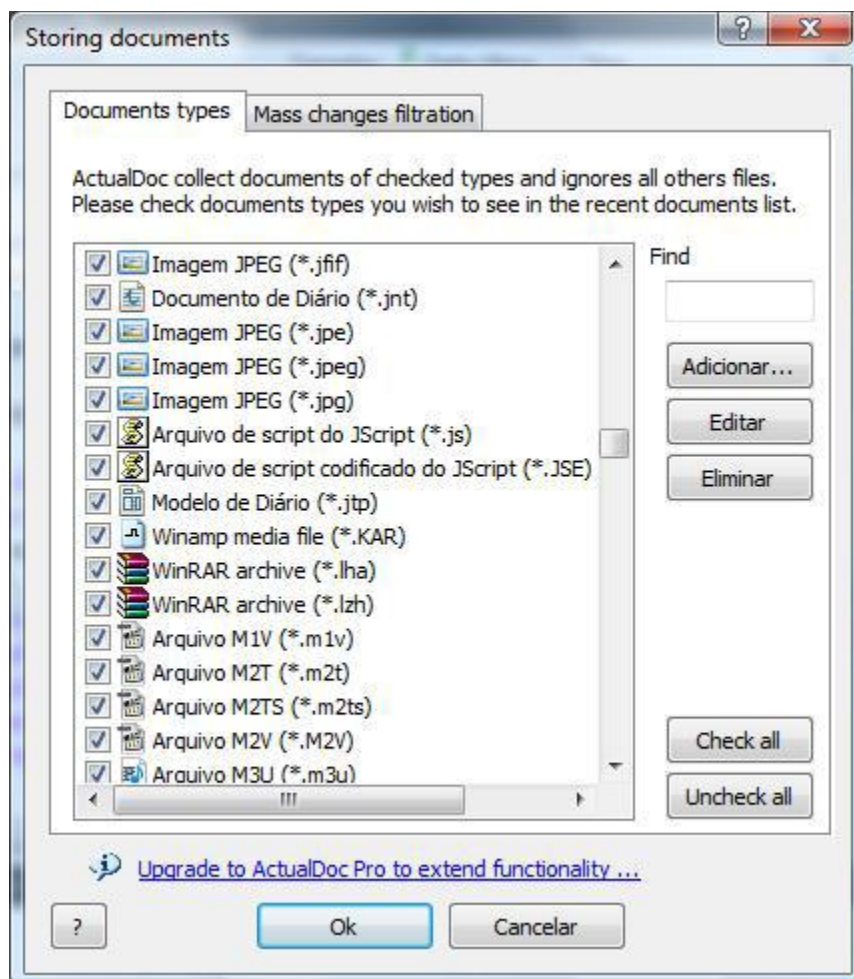 Storing documents
Documents types
Mass changes filtration
ActualDoc collect documents of checked types and ignores all others files.
Please check documents types you wish to see in the recent documents list.
Imagem JPEG (*.jfif)
Documento de Diário (*.jnt)
Imagem JPEG (*.jpe)
Imagem JPEG (*.jpeg)
Imagem JPEG (*.jpg)
Arquivo de script do JScript (*.js)
Arquivo de script codificado do JScript (*.JSE)
Modelo de Diário (*.jtp)
Winamp media file (*.KAR)
WinRAR archive (*.lha)
WinRAR archive (*.lzh)
Arquivo M1V (*.m1v)
Arquivo M2T (*.m2t)
Arquivo M2TS (*.m2ts)
Arquivo M2V (*.M2V)
Arquivo M3U (*.m3u)
Find
Adicionar...
Editar
Eliminar
Check all
Uncheck all
Upgrade to ActualDoc Pro to extend functionality ...
?
Ok
Cancelar